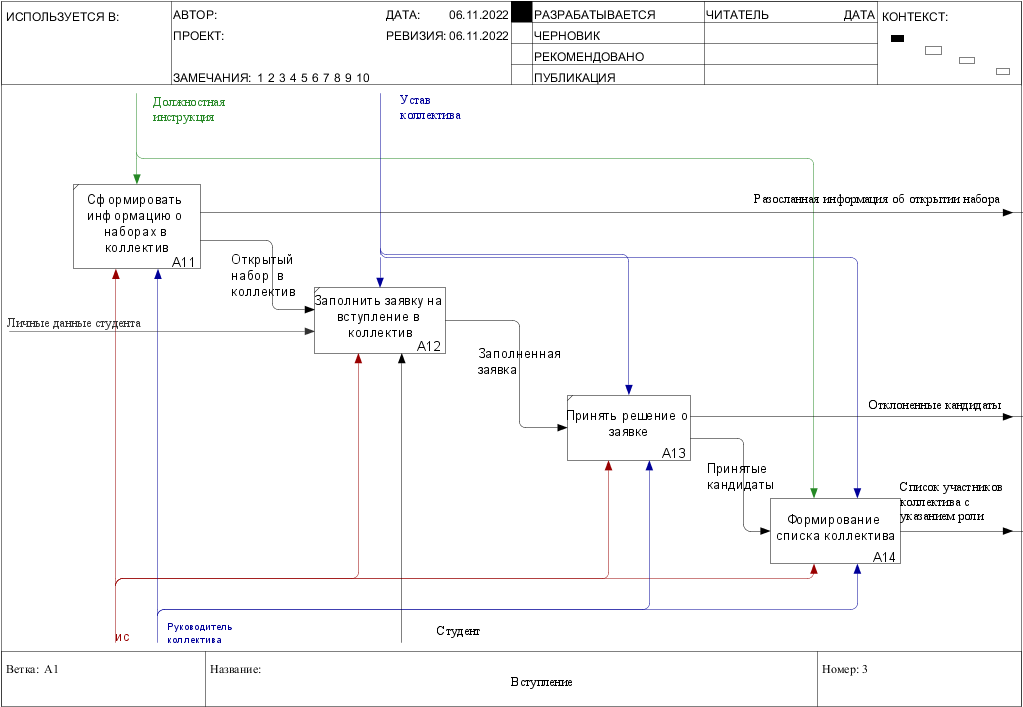 ИСПОЛЬЗУЕТСЯ В:
АВТОР:
ДАТА: 06.11.2022
РАЗРАБАТЫВАЕТСЯ
ЧИТАТЕЛЬ
ДАТА
КОНТЕКСТ:
ПРОЕКТ:
РЕВИЗИЯ: 06.11.2022
ЧЕРНОВИК
РЕКОМЕНДОВАНО
ЗАМЕЧАНИЯ: 1 2 3 4 5 6 7 8 9 10
ПУБЛИКАЦИЯ
Должностная
инструкция
Устав
коллектива
Сформировать
информацию о
наборах в
коллектив
A11
Разосланная информация об открытии набора
Открытый
набор в
коллектив
Личные данные студента
Заполнить заявку на
вступление в
коллектив
A12
Заполненная
заявка
Принять решение о
заявке
A13
Отклоненные кандидаты
Принятые
кандидаты
Формирование
списка коллектива
A14
Список участников
коллектива с
указанием роли
ИС
Руководитель
коллектива
Студент
Ветка: A1
Название:
Вступление
Номер: 3